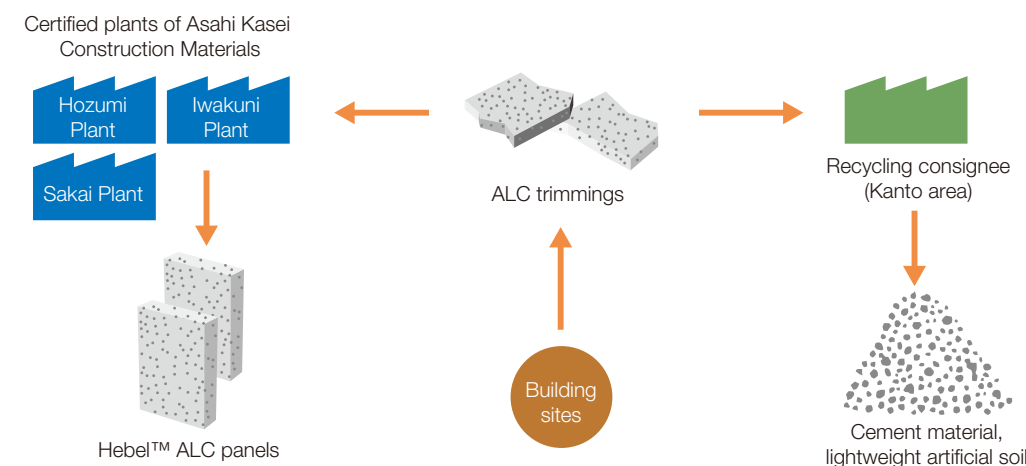 Certified plants of Asahi Kasei
Construction Materials
Hozumi
Plant
Iwakuni
Plant
Sakai Plant
Hebel™ ALC panels
ALC trimmings
Building
sites
Recycling consignee
(Kanto area)
Cement material,
lightweight artificial soil